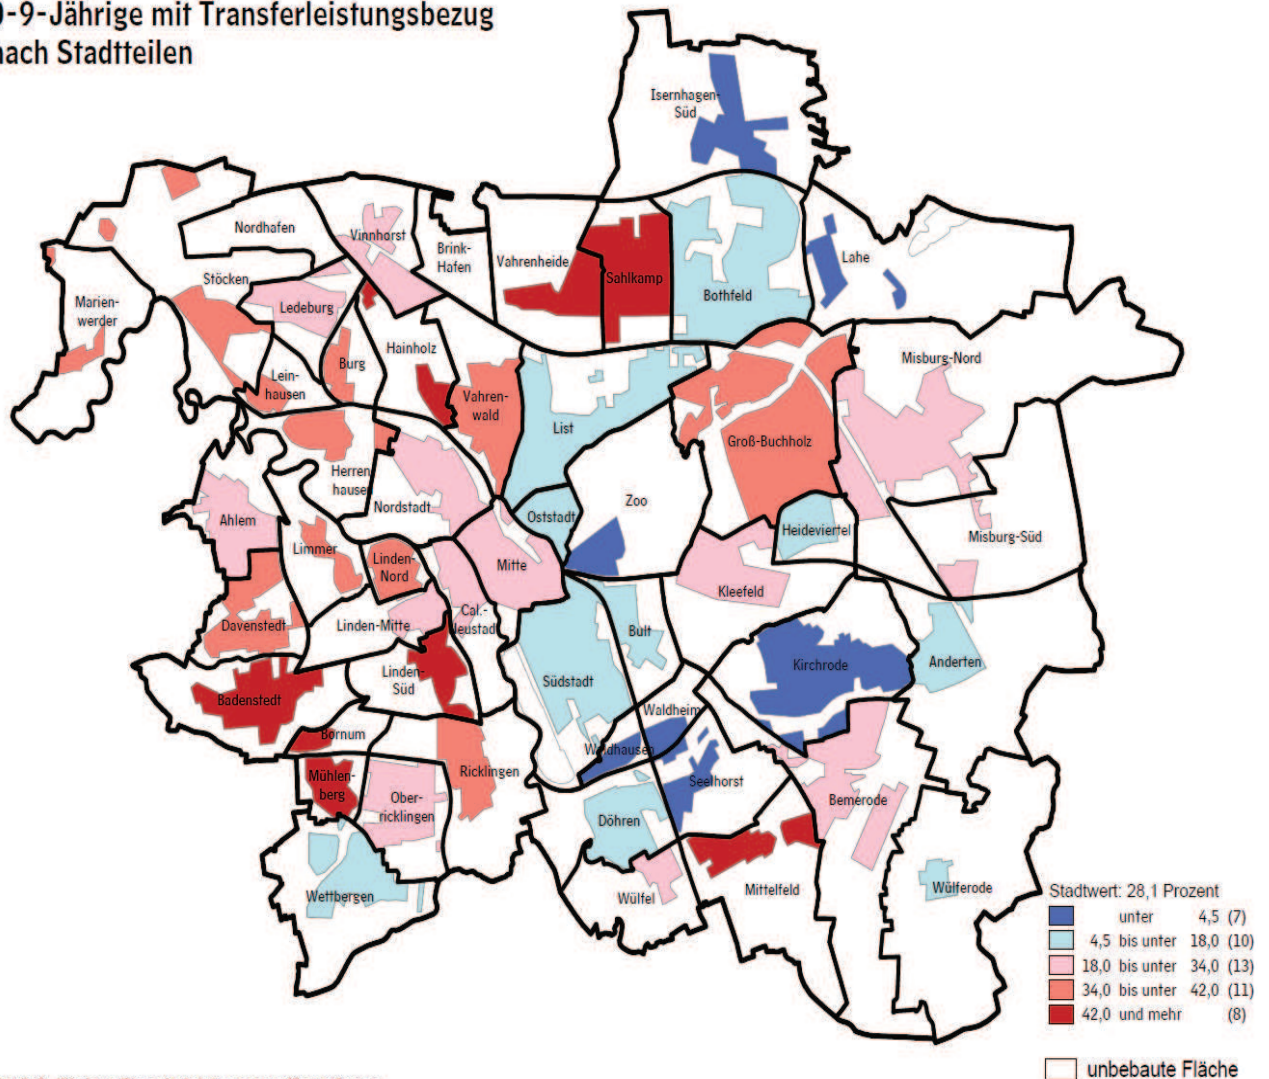 0-9-Jährige mit Transferleistungsbezug
nach Stadtteilen
Isernhagen-
Süd
Nordhafen
Vinnhorst
Brink-
Hafen
Vahrenheide
Sahlkamp
Bothfeld
Lahe
Stöcken
Marien-
werder
Ledeburg
Burg
Hainholz
Lein-
hausen
Vahren-
wald
List
Misburg-Nord
Groß-Buchholz
Herren
hausen
Nordstadt
Zoo
Oststadt
Heideviertel
Misburg-Süd
Ahlem
Limmer
Linden-
Nord
Mitte
Kleefeld
Davenstedt
Linden-Mitte
Cal.-
Neustadt
Bult
Kirchrode
Anderten
Badenstedt
Linden-
Süd
Südstadt
Waldheim
Bornum
Waldhausen
Mühlen-
berg
Ober-
ricklingen
Ricklingen
Seelhorst
Bemerode
Döhren
Wettbergen
Wülfel
Mittelfeld
Wülferode
Stadtwert: 28,1 Prozent
unter 4,5 (7)
4,5 bis unter 18,0 (10)
18,0 bis unter 34,0 (13)
34,0 bis unter 42,0 (11)
42,0 und mehr (8)
unbebaute Fläche